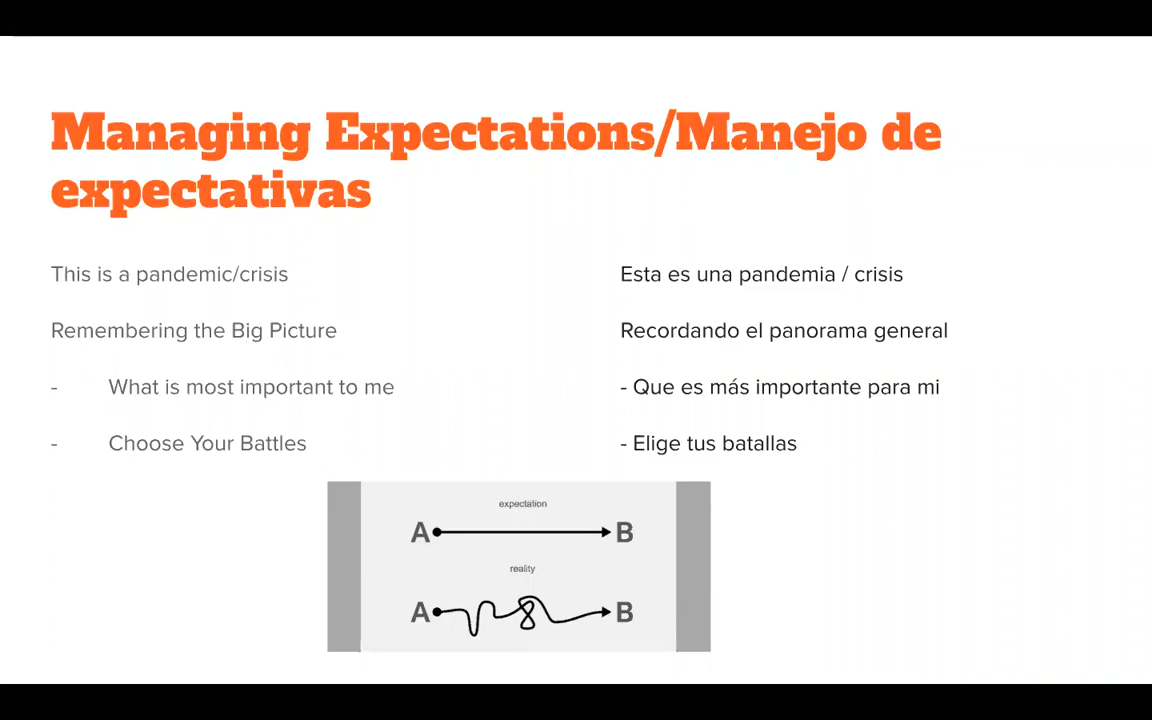 Managing Expectations/Manejo de
expectativas
This is a pandemic/crisis
Remembering the Big Picture
- What is most important to me
- Choose Your Battles
Esta es una pandemia / crisis
Recordando el panorama general
- Que es más importante para mi
- Elige tus batallas
expectation
A B
reality
A B